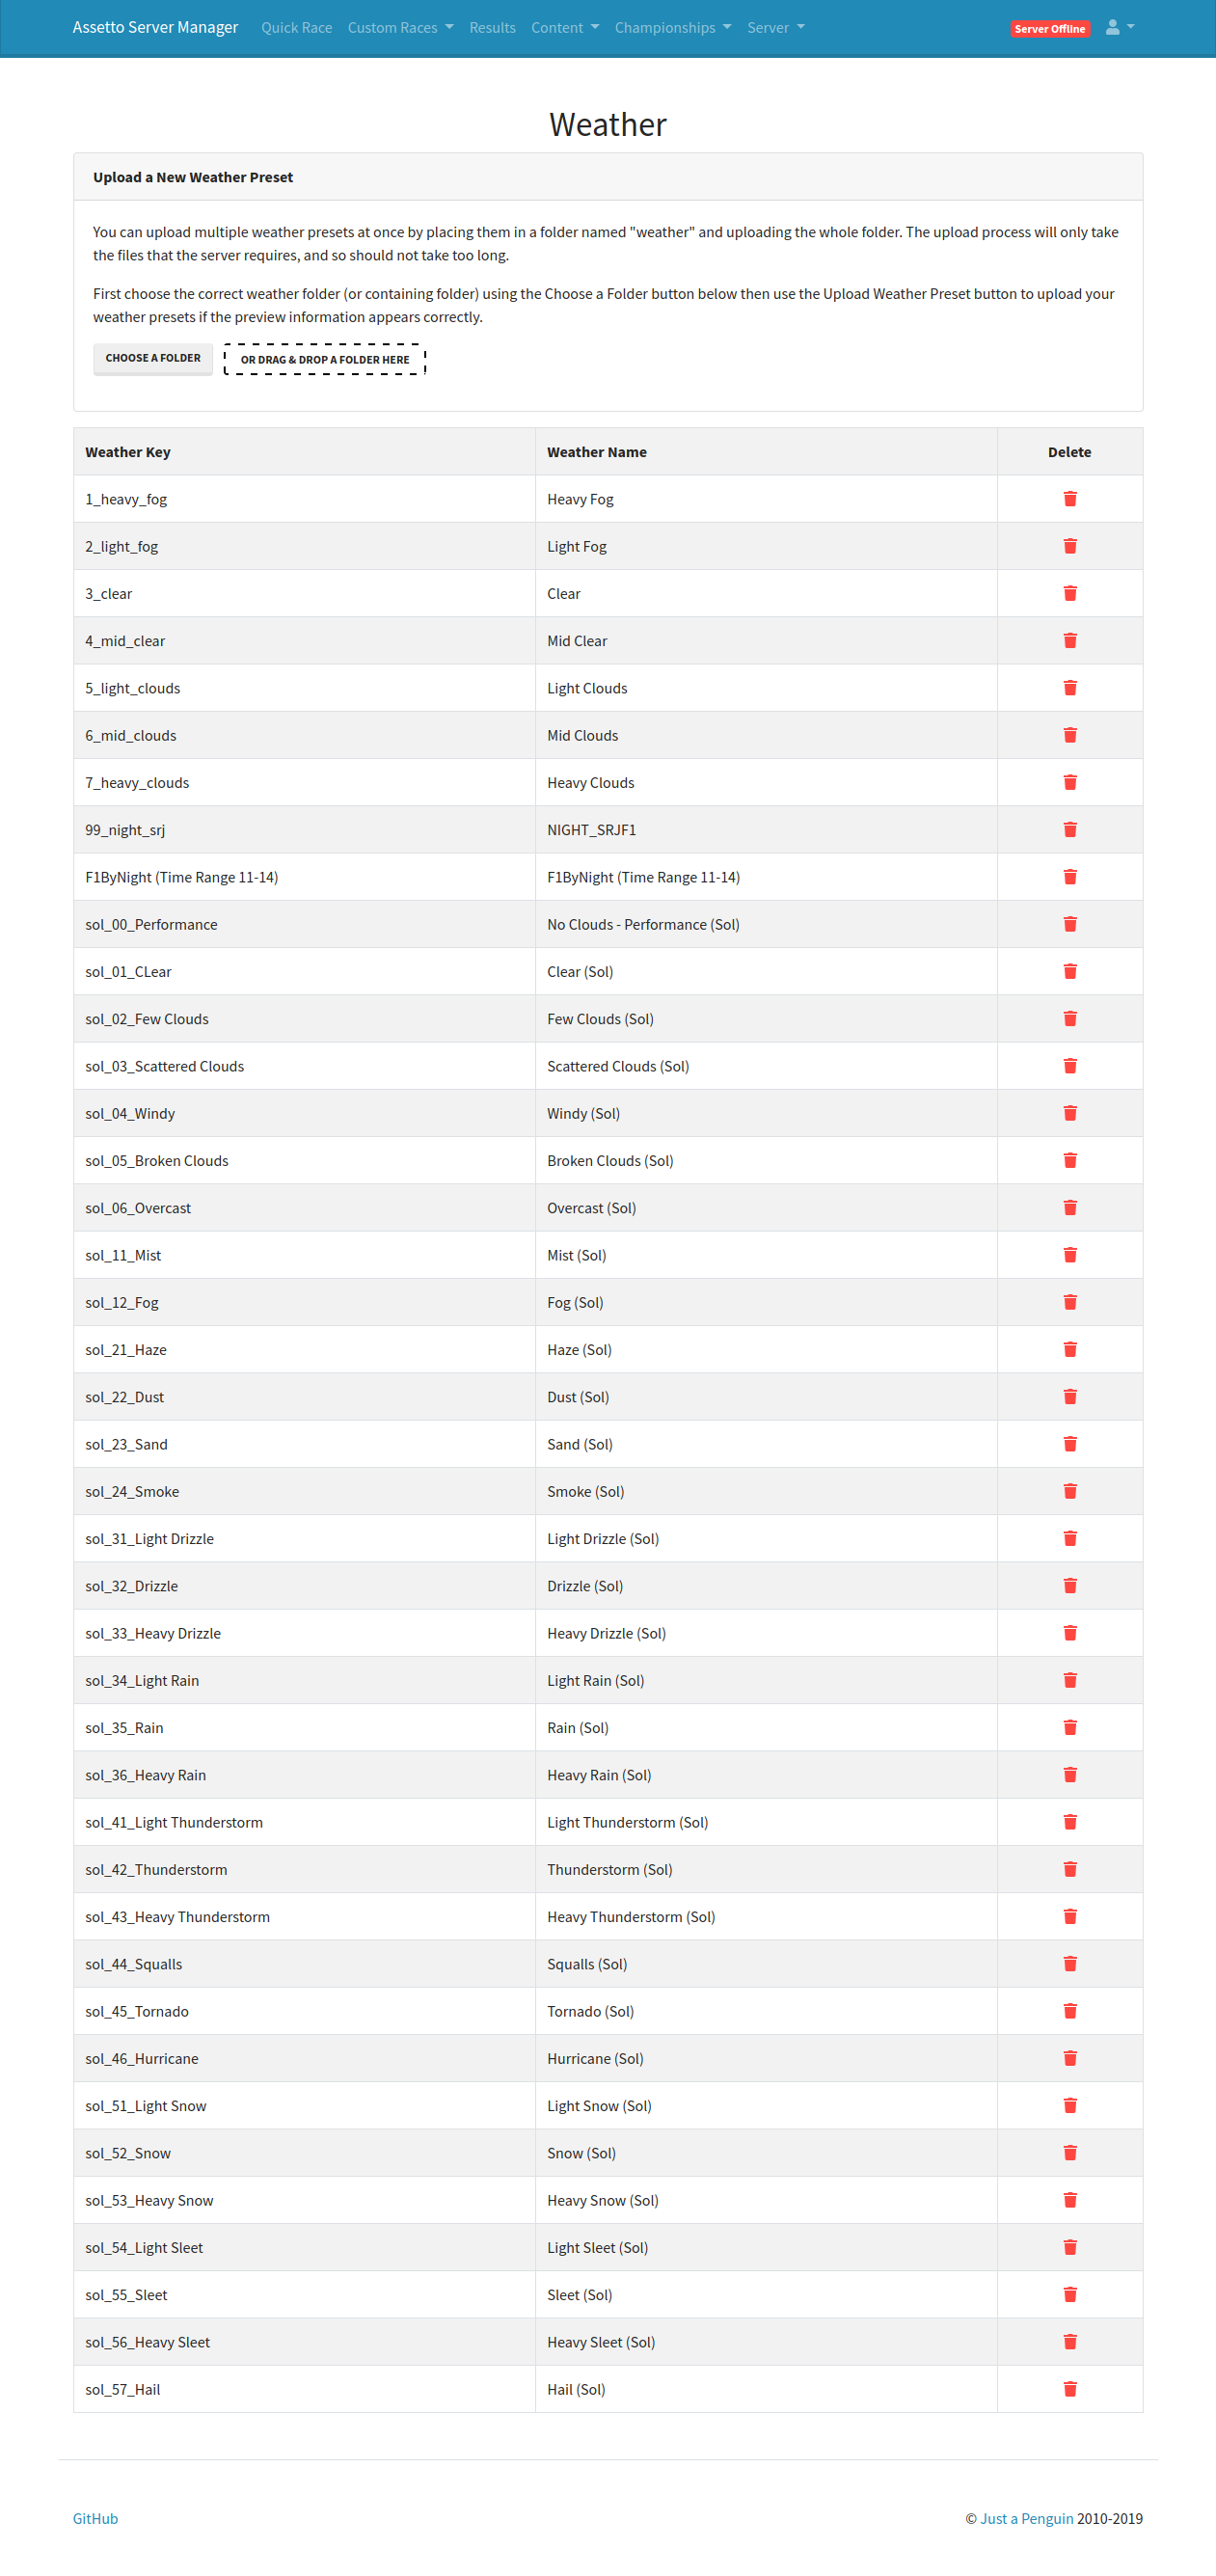 Assetto Server Manager Quick Race Custom Races Results Content Championships Server Server Offline
Weather
Upload a New Weather Preset
You can upload multiple weather presets at once by placing them in a folder named "weather" and uploading the whole folder. The upload process will only take
the files that the server requires, and so should not take too long.
First choose the correct weather folder (or containing folder) using the Choose a Folder button below then use the Upload Weather Preset button to upload your
weather presets if the preview information appears correctly.
CHOOSE A FOLDER OR DRAG & DROP A FOLDER HERE
Weather Key Weather Name Delete
1_heavy_fog Heavy Fog
2_light_fog Light Fog
3_clear Clear
4_mid_clear Mid Clear
5_light_clouds Light Clouds
6_mid_clouds Mid Clouds
7_heavy_clouds Heavy Clouds
99_night_srj NIGHT_SRJF1
F1ByNight (Time Range 11-14) F1ByNight (Time Range 11-14)
sol_00_Performance No Clouds - Performance (Sol)
sol_01_CLear Clear (Sol)
sol_02_Few Clouds Few Clouds (Sol)
sol_03_Scattered Clouds Scattered Clouds (Sol)
sol_04_Windy Windy (Sol)
sol_05_Broken Clouds Broken Clouds (Sol)
sol_06_Overcast Overcast (Sol)
sol_11_Mist Mist (Sol)
sol_12_Fog Fog (Sol)
sol_21_Haze Haze (Sol)
sol_22_Dust Dust (Sol)
sol_23_Sand Sand (Sol)
sol_24_Smoke Smoke (Sol)
sol_31_Light Drizzle Light Drizzle (Sol)
sol_32_Drizzle Drizzle (Sol)
sol_33_Heavy Drizzle Heavy Drizzle (Sol)
sol_34_Light Rain Light Rain (Sol)
sol_35_Rain Rain (Sol)
sol_36_Heavy Rain Heavy Rain (Sol)
sol_41_Light Thunderstorm Light Thunderstorm (Sol)
sol_42_Thunderstorm Thunderstorm (Sol)
sol_43_Heavy Thunderstorm Heavy Thunderstorm (Sol)
sol_44_Squalls Squalls (Sol)
sol_45_Tornado Tornado (Sol)
sol_46_Hurricane Hurricane (Sol)
sol_51_Light Snow Light Snow (Sol)
sol_52_Snow Snow (Sol)
sol_53_Heavy Snow Heavy Snow (Sol)
sol_54_Light Sleet Light Sleet (Sol)
sol_55_Sleet Sleet (Sol)
sol_56_Heavy Sleet Heavy Sleet (Sol)
sol_57_Hail Hail (Sol)
GitHub © Just a Penguin 2010-2019